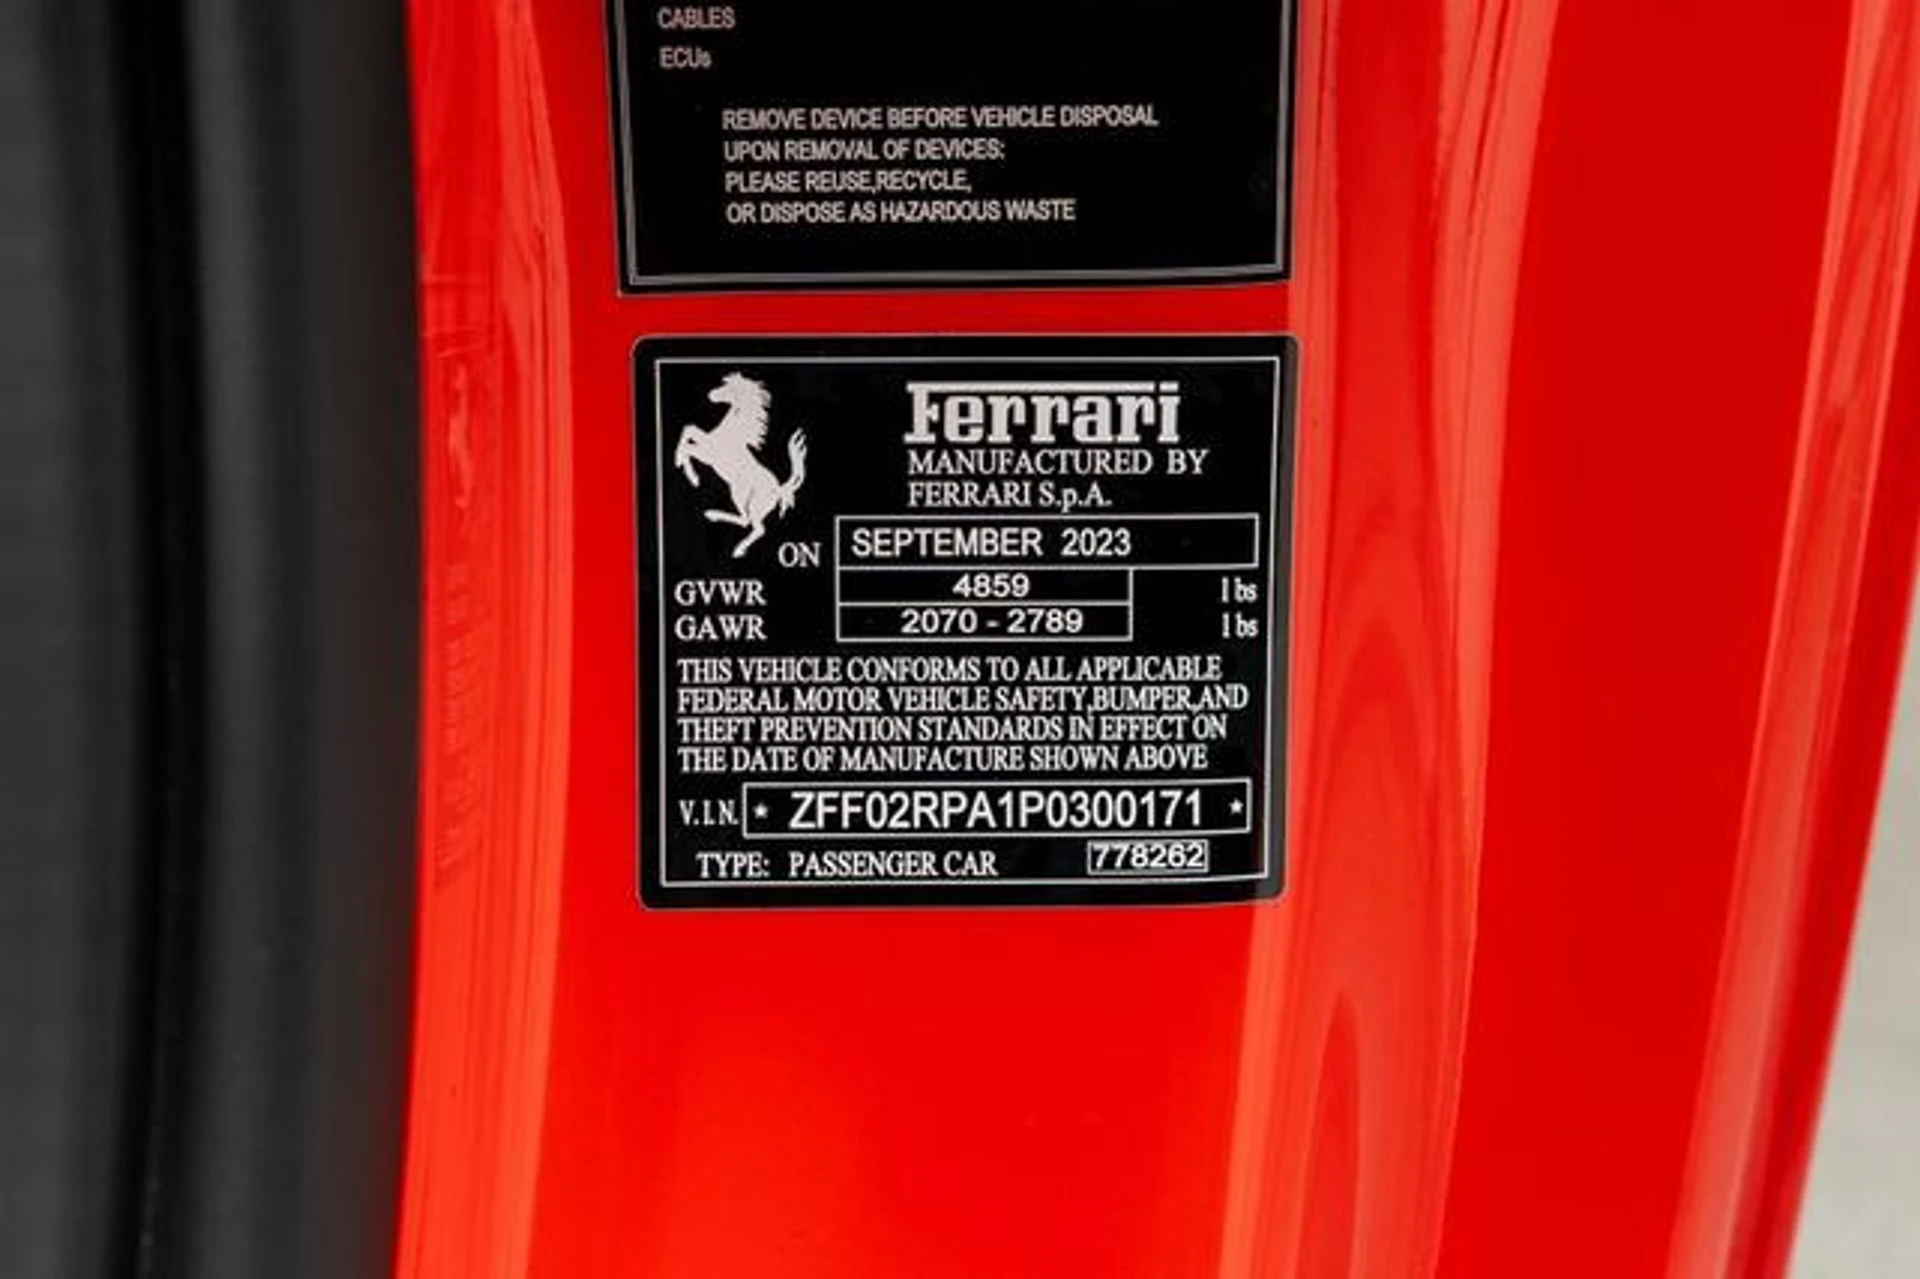 CABLES
ECUs
REMOVE DEVICE BEFORE VEHICLE DISPOSAL
UPON REMOVAL OF DEVICES:
PLEASE REUSE,RECYCLE,
OR DISPOSE AS HAZARDOUS WASTE
Ferrari
MANUFACTURED BY
FERRARI S.p.A.
ON SEPTEMBER 2023
GVWR 4859 lbs
GAWR 2070 - 2789 lbs
THIS VEHICLE CONFORMS TO ALL APPLICABLE
FEDERAL MOTOR VEHICLE SAFETY,BUMPER,AND
THEFT PREVENTION STANDARDS IN EFFECT ON
THE DATE OF MANUFACTURE SHOWN ABOVE
V.I.N. * ZFF02RPA1P0300171 *
TYPE: PASSENGER CAR 778262